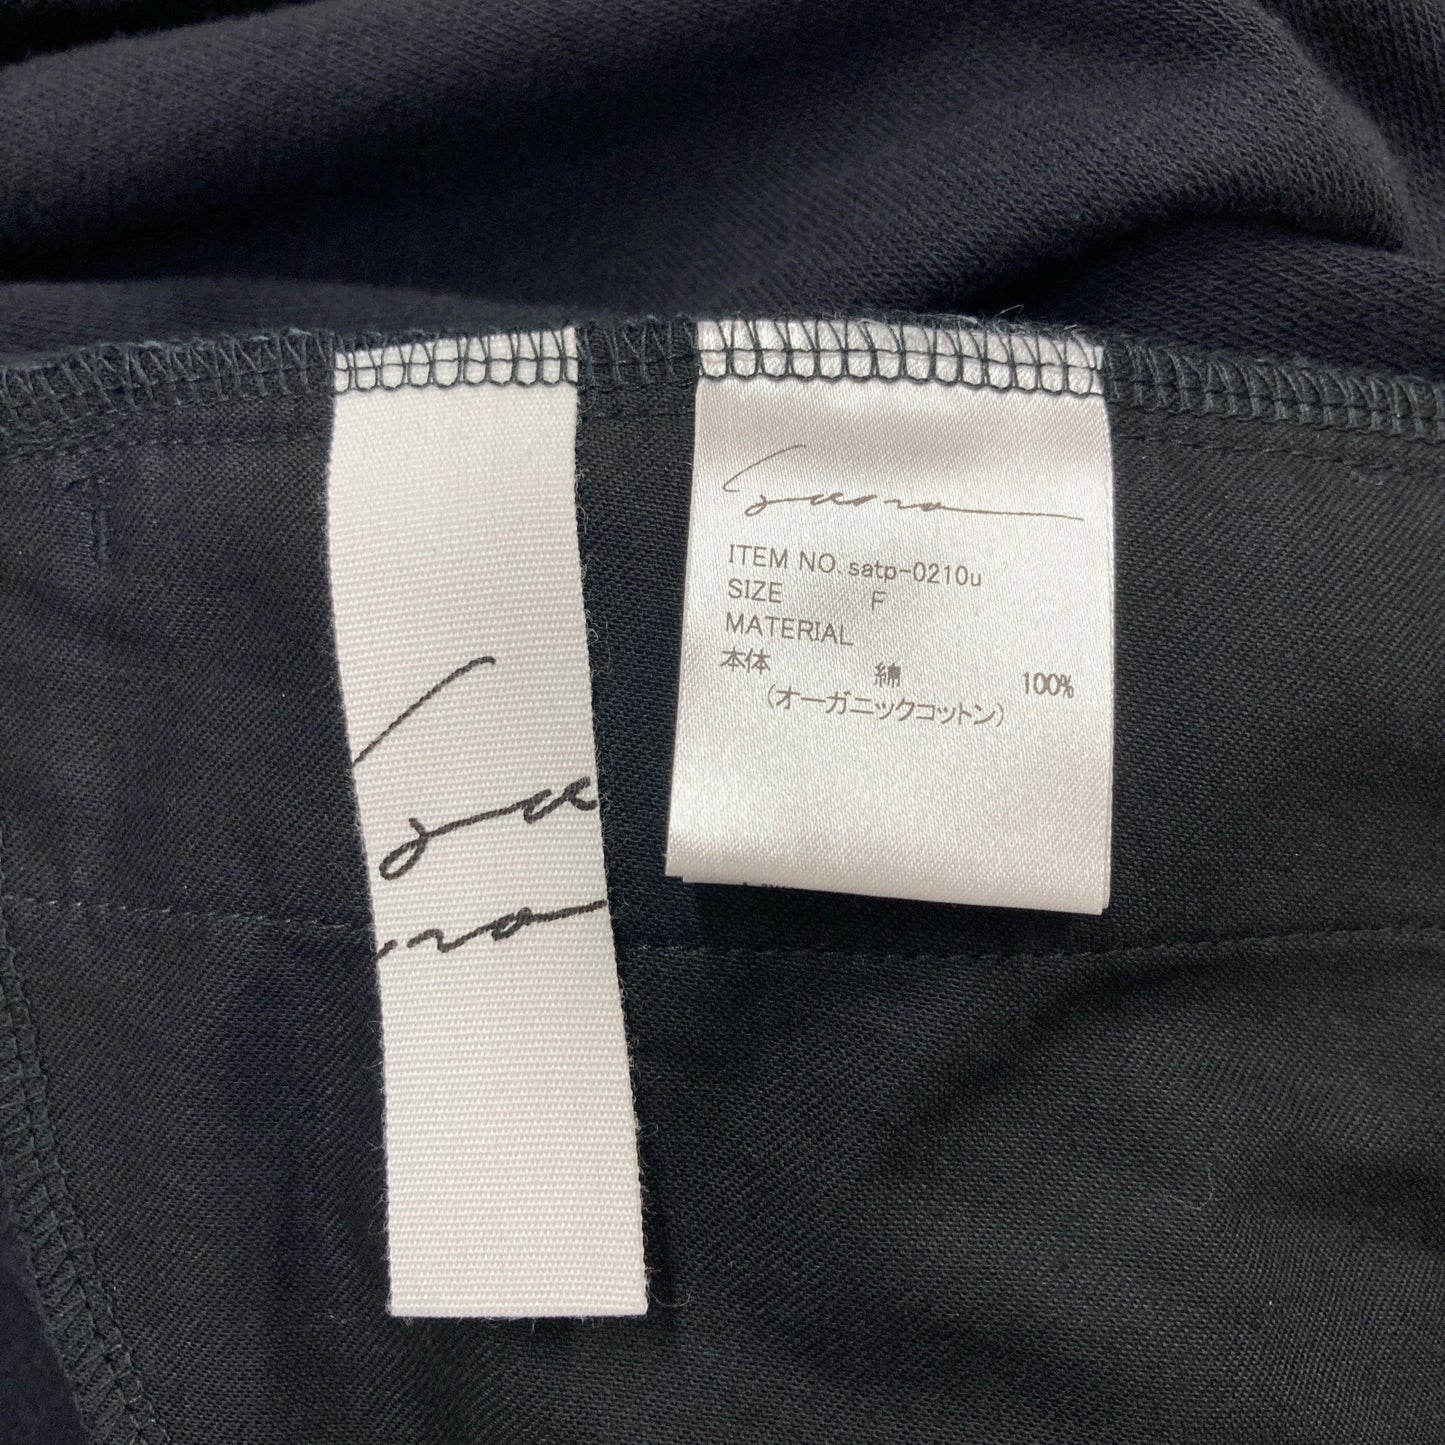 ITEM NO. satp-0210u
SIZE F
MATERIAL
本体 綿 100%
(オーガニックコットン)